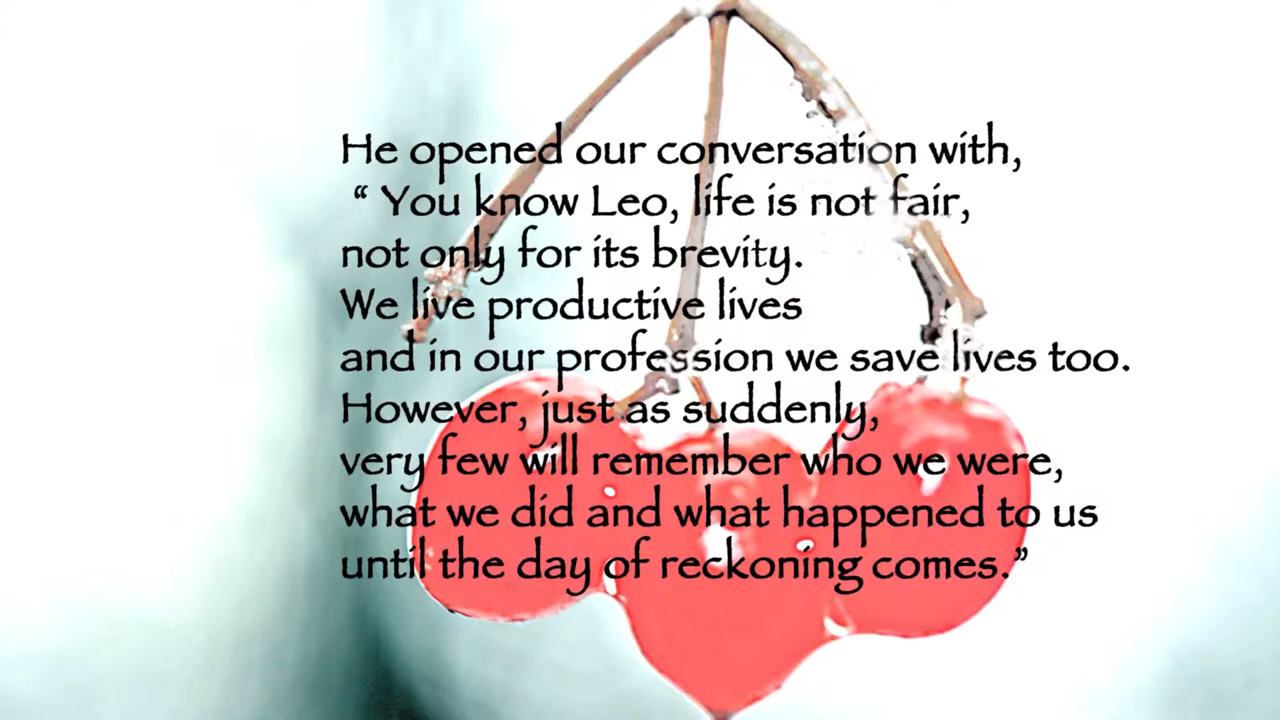 He opened our conversation with,
“ You know Leo, life is not fair,
not only for its brevity.
We live productive lives
and in our profession we save lives too.
However, just as suddenly,
very few will remember who we were,
what we did and what happened to us
until the day of reckoning comes.”